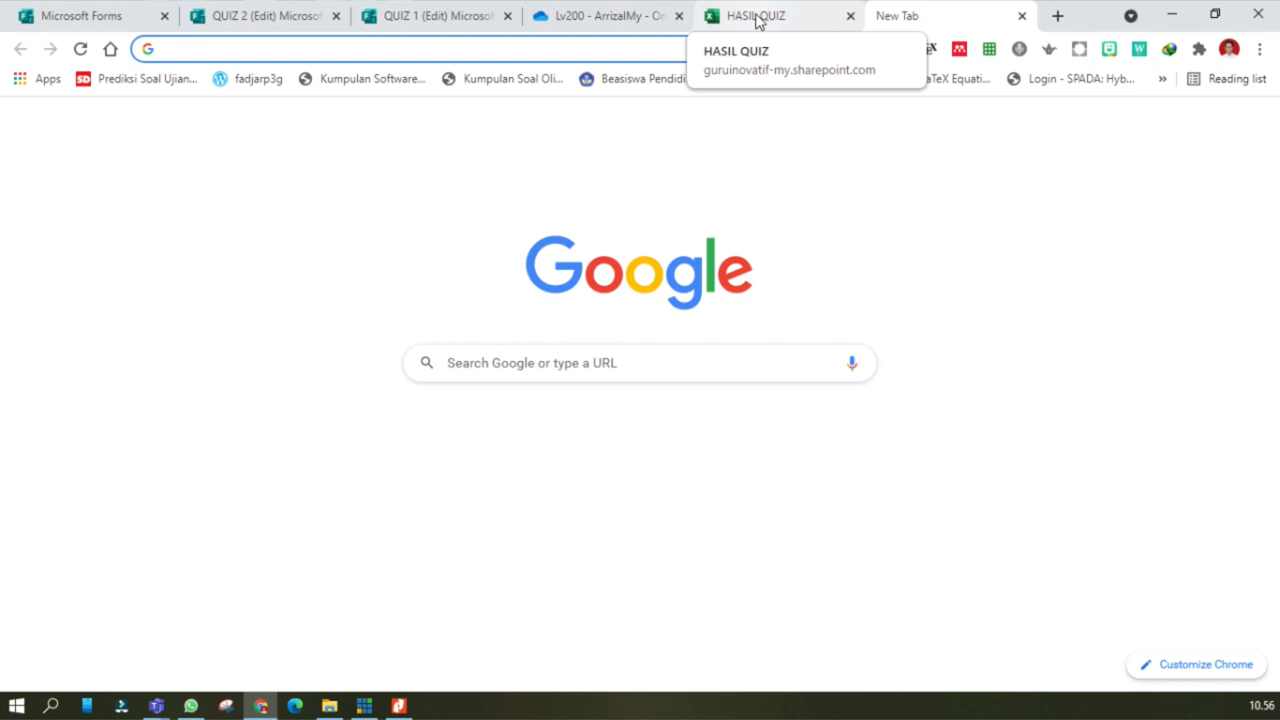 Microsoft Forms
QUIZ 2 (Edit) Microsof
QUIZ 1 (Edit) Microsof
Lv200 - ArrizalMy - On
HASIL QUIZ
New Tab
HASIL QUIZ
guruinovatif-my.sharepoint.com
Apps
Prediksi Soal Ujian...
fadjarp3g
Kumpulan Software...
Kumpulan Soal Oli...
Beasiswa Pendidi
aTeX Equati...
Login - SPADA: Hyb...
»
Reading list
Google
Search Google or type a URL
Customize Chrome
10.56